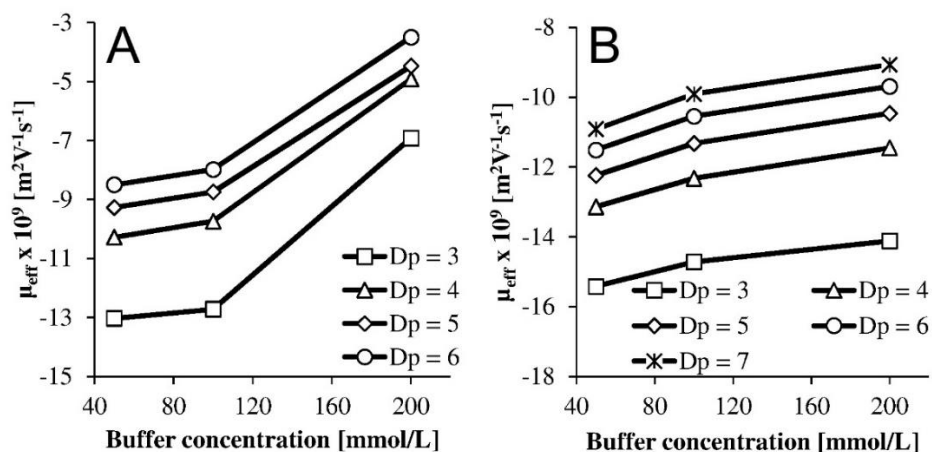 A
-3
-5
-7
-9
-11
-13
-15
μeff x 10⁹ [m²V⁻¹s⁻¹]
Dp = 3
Dp = 4
Dp = 5
Dp = 6
40 80 120 160 200
Buffer concentration [mmol/L]
B
-8
-10
-12
-14
-16
-18
μeff x 10⁹ [m²V⁻¹s⁻¹]
Dp = 3 Dp = 4
Dp = 5 Dp = 6
Dp = 7
40 80 120 160 200
Buffer concentration [mmol/L]